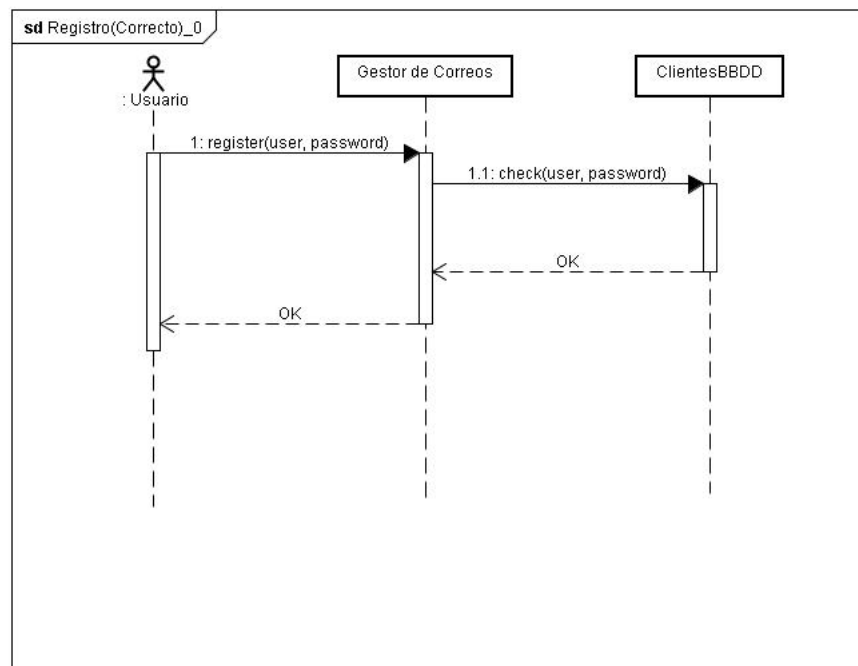 sd Registro(Correcto)_0
: Usuario
Gestor de Correos
ClientesBBDD
1: register(user, password)
1.1: check(user, password)
OK
OK